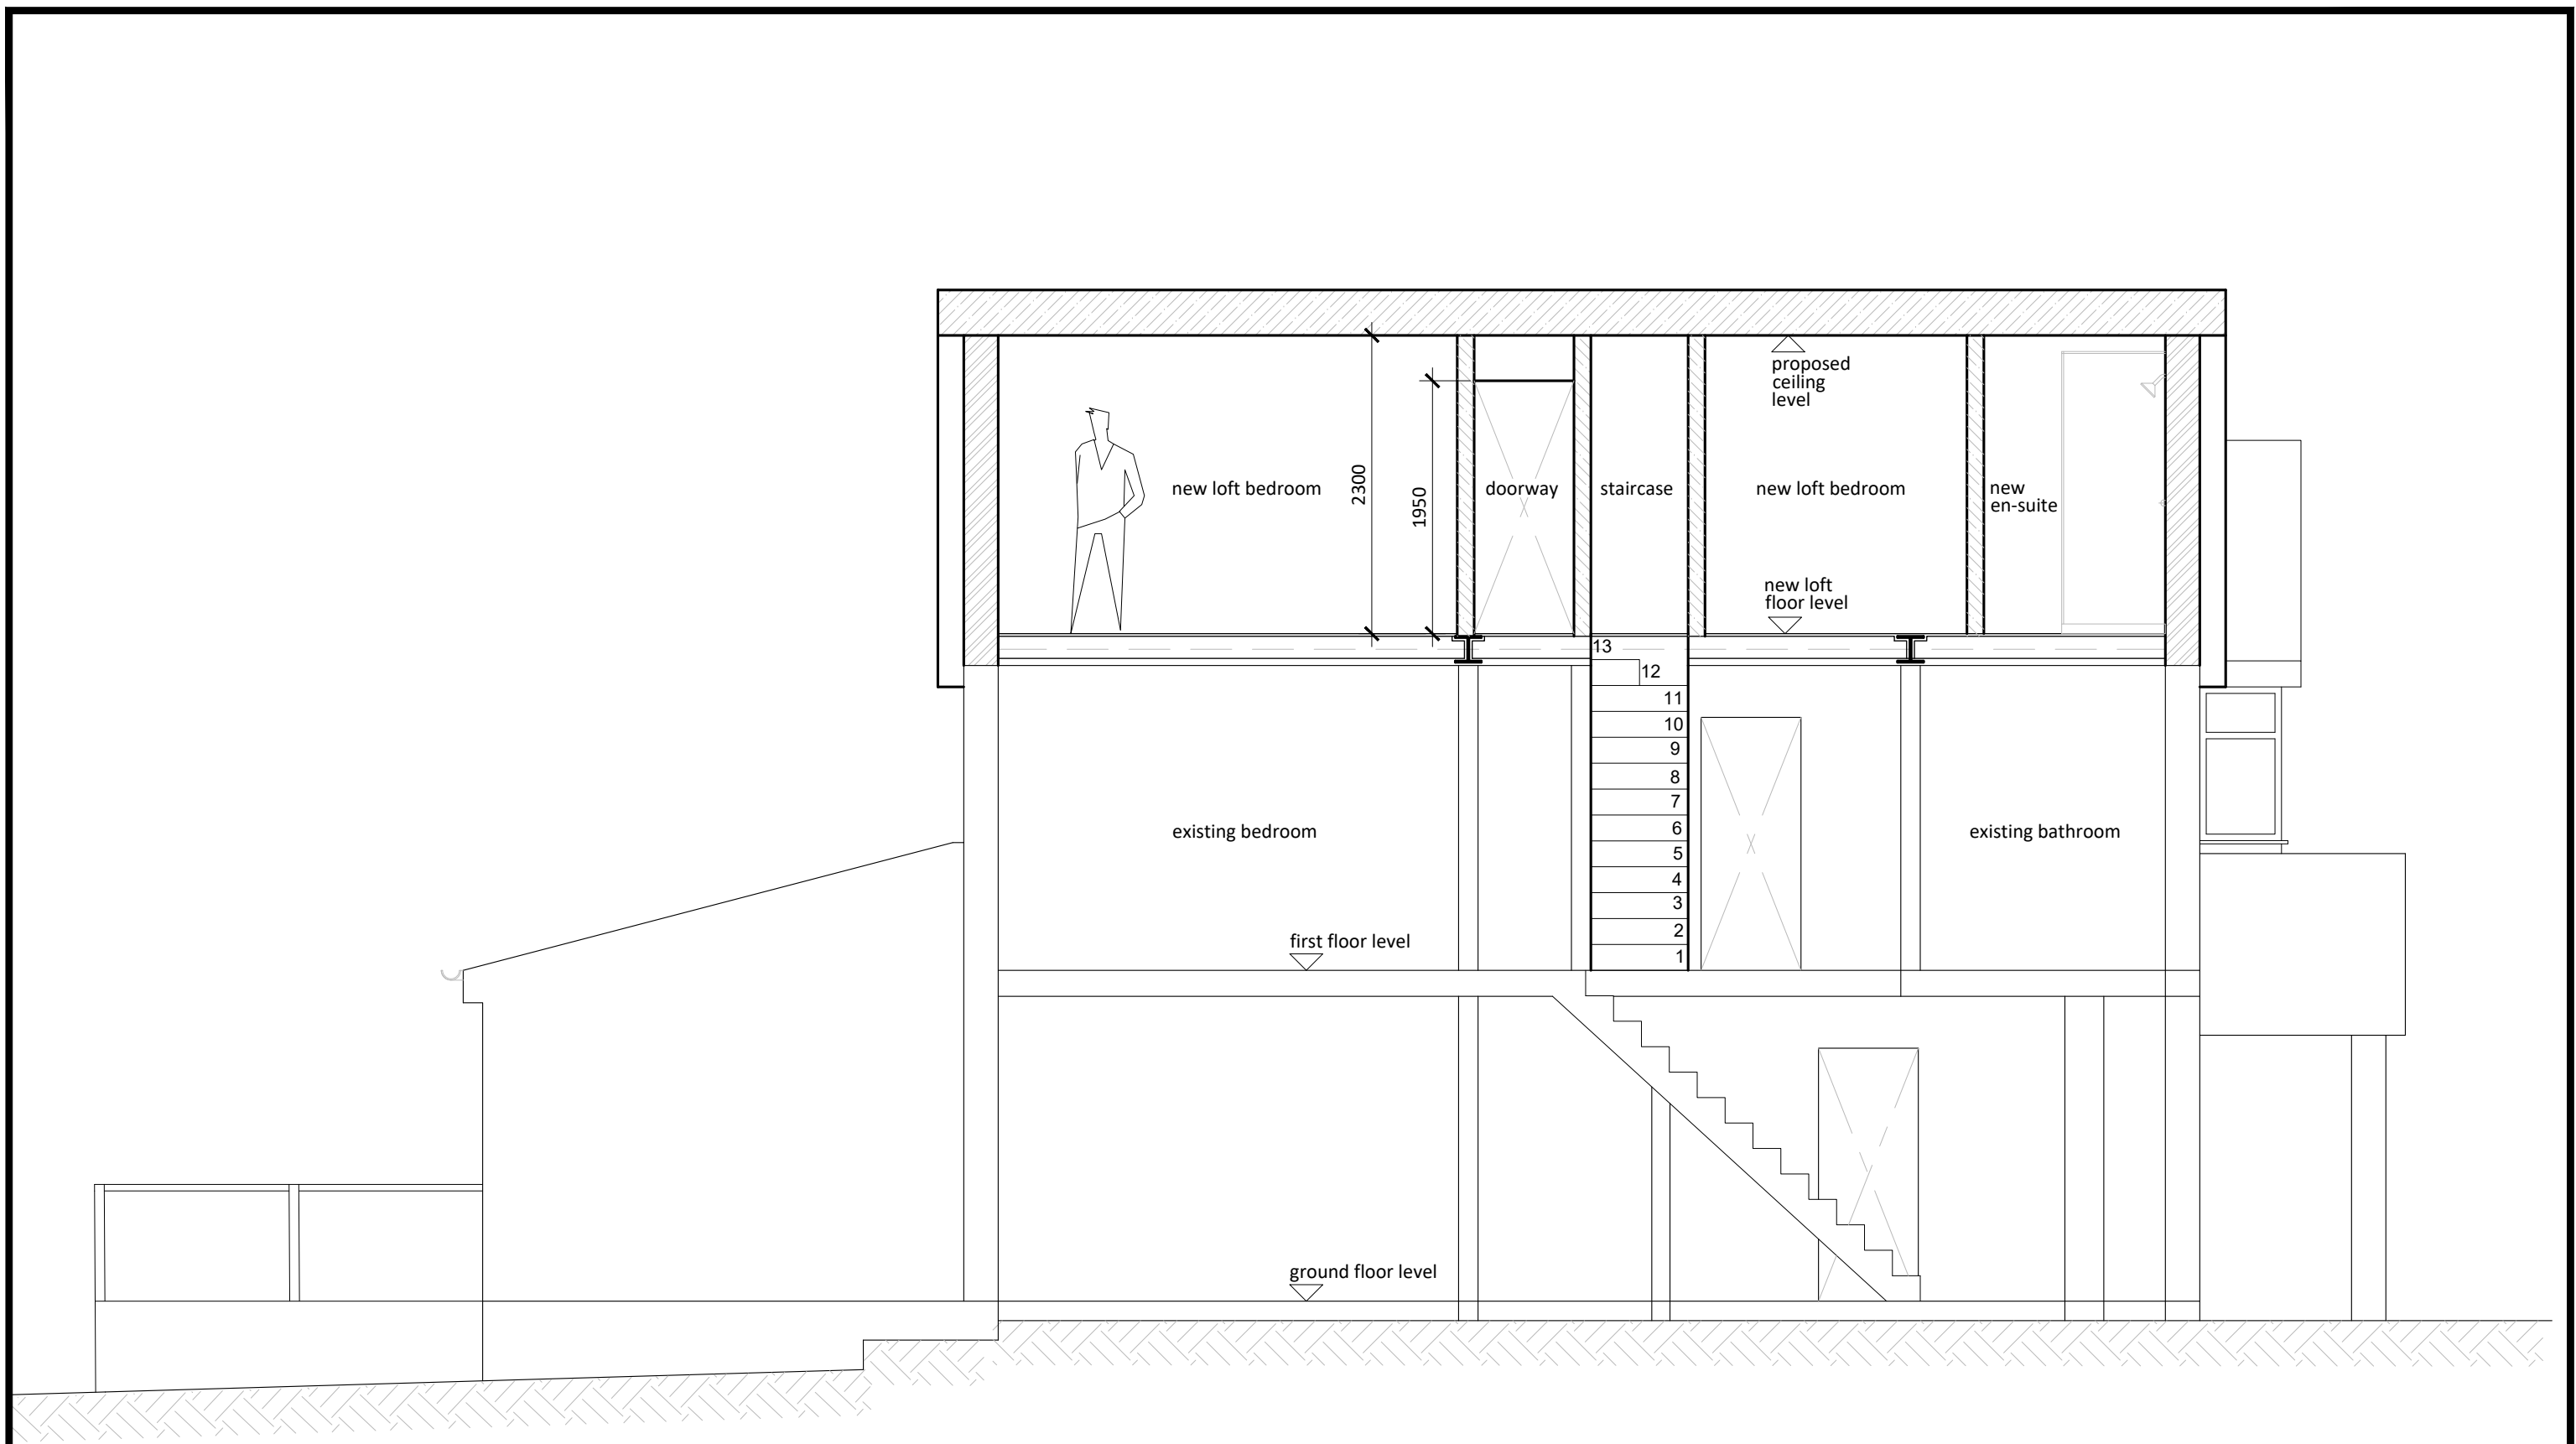 proposed
ceiling
level
new loft bedroom
2300
1950
doorway
staircase
new loft bedroom
new
en-suite
new loft
floor level
13
12
11
10
9
8
7
6
5
4
3
2
1
existing bedroom
existing bathroom
first floor level
ground floor level